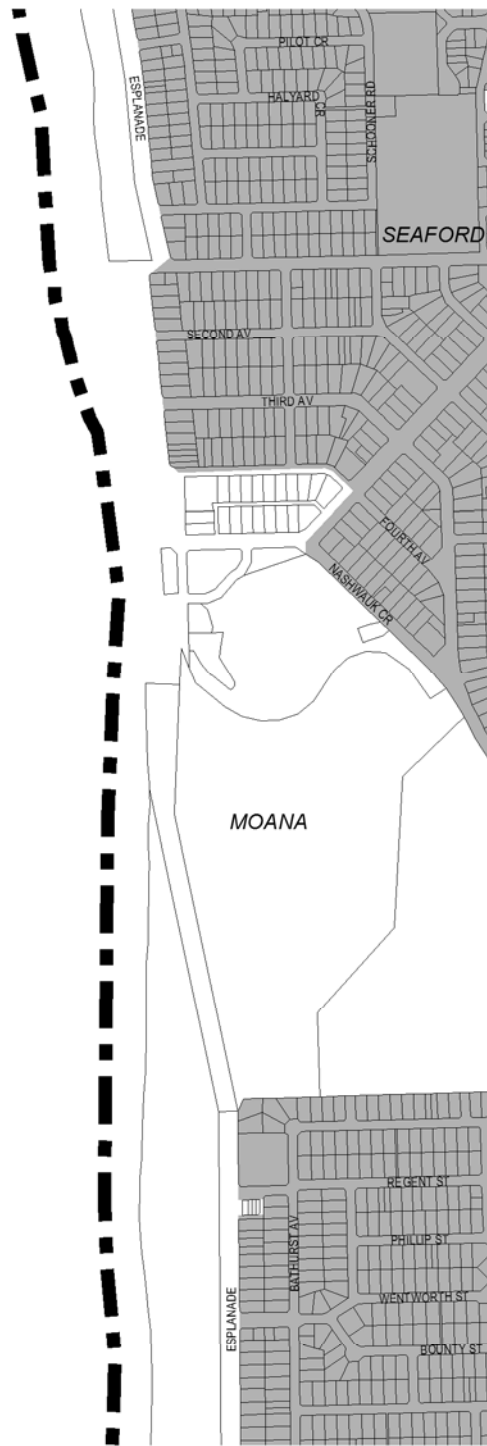 PILOT CR
ESPLANADE
HALYARD
CR
SCHOONER RD
SEAFORD
SECOND AV
THIRD AV
FOURTH AV
NASHWAUK CR
MOANA
REGENT ST
BATHURST AV
PHILLIP ST
ESPLANADE
WENTWORTH ST
BOUNTY ST